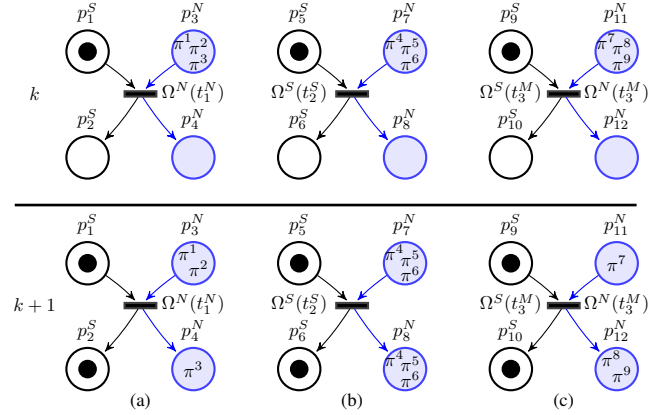 p_1^S p_3^N p_5^S p_7^N p_9^S p_11^N
π^1 π^2 π^3 π^4 π^5 π^6 π^7 π^8 π^9
k Ω^N(t_1^N) Ω^S(t_2^S) Ω^S(t_3^M) Ω^N(t_3^M)
p_2^S p_4^N p_6^S p_8^N p_10^S p_12^N
p_1^S p_3^N p_5^S p_7^N p_9^S p_11^N
π^1 π^2 π^4 π^5 π^6 π^7
k + 1 Ω^N(t_1^N) Ω^S(t_2^S) Ω^S(t_3^M) Ω^N(t_3^M)
p_2^S p_4^N p_6^S p_8^N p_10^S p_12^N
π^3 π^4 π^5 π^6 π^8 π^9
(a) (b) (c)